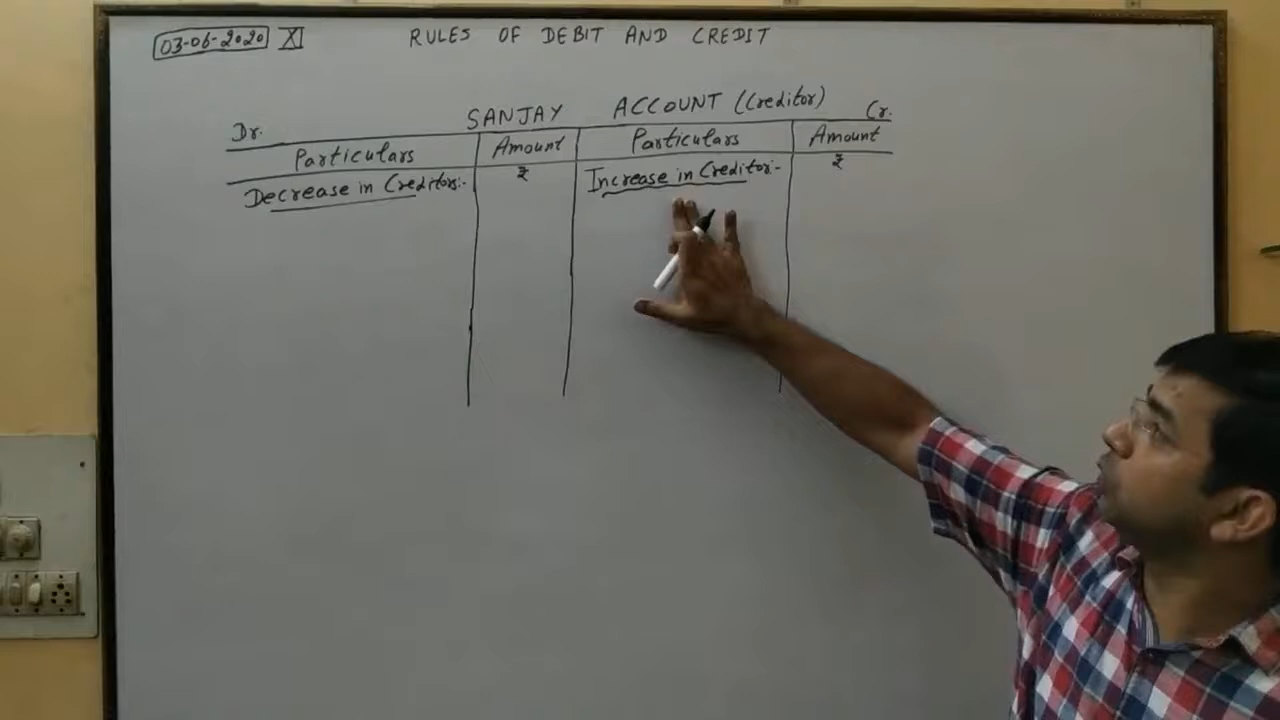 03-06-2020 XI RULES OF DEBIT AND CREDIT
SANJAY ACCOUNT (Creditor)
Dr. Cr.
Particulars Amount Particulars Amount
₹ ₹
Decrease in Creditors:- Increase in Creditor:-